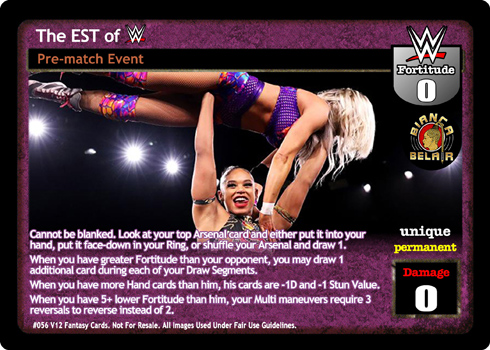 The EST of W
Pre-match Event
W
Fortitude
0
BIANCA
BELAIR
Cannot be blanked. Look at your top Arsenal card and either put it into your
hand, put it face-down in your Ring, or shuffle your Arsenal and draw 1.
When you have greater Fortitude than your opponent, you may draw 1
additional card during each of your Draw Segments.
When you have more Hand cards than him, his cards are -1D and -1 Stun Value.
When you have 5+ lower Fortitude than him, your Multi maneuvers require 3
reversals to reverse instead of 2.
unique
permanent
Damage
0
#056 V12 Fantasy Cards. Not For Resale. All Images Used Under Fair Use Guidelines.